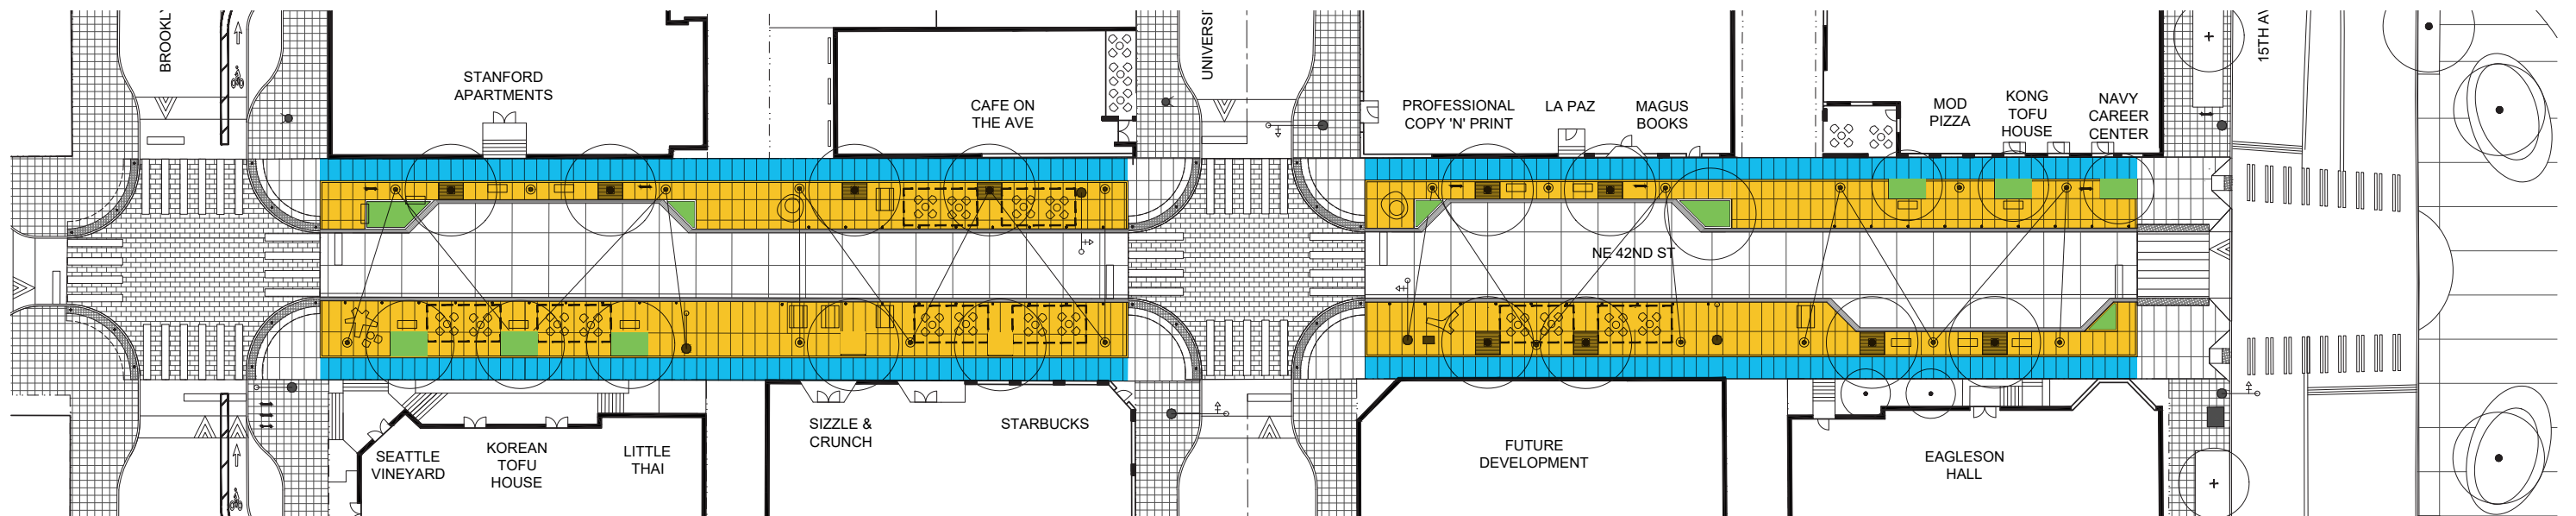 BROOKL
UNIVERSI
15TH AV
STANFORD
APARTMENTS
CAFE ON
THE AVE
PROFESSIONAL
COPY 'N' PRINT
LA PAZ
MAGUS
BOOKS
MOD
PIZZA
KONG
TOFU
HOUSE
NAVY
CAREER
CENTER
NE 42ND ST
SEATTLE
VINEYARD
KOREAN
TOFU
HOUSE
LITTLE
THAI
SIZZLE &
CRUNCH
STARBUCKS
FUTURE
DEVELOPMENT
EAGLESON
HALL